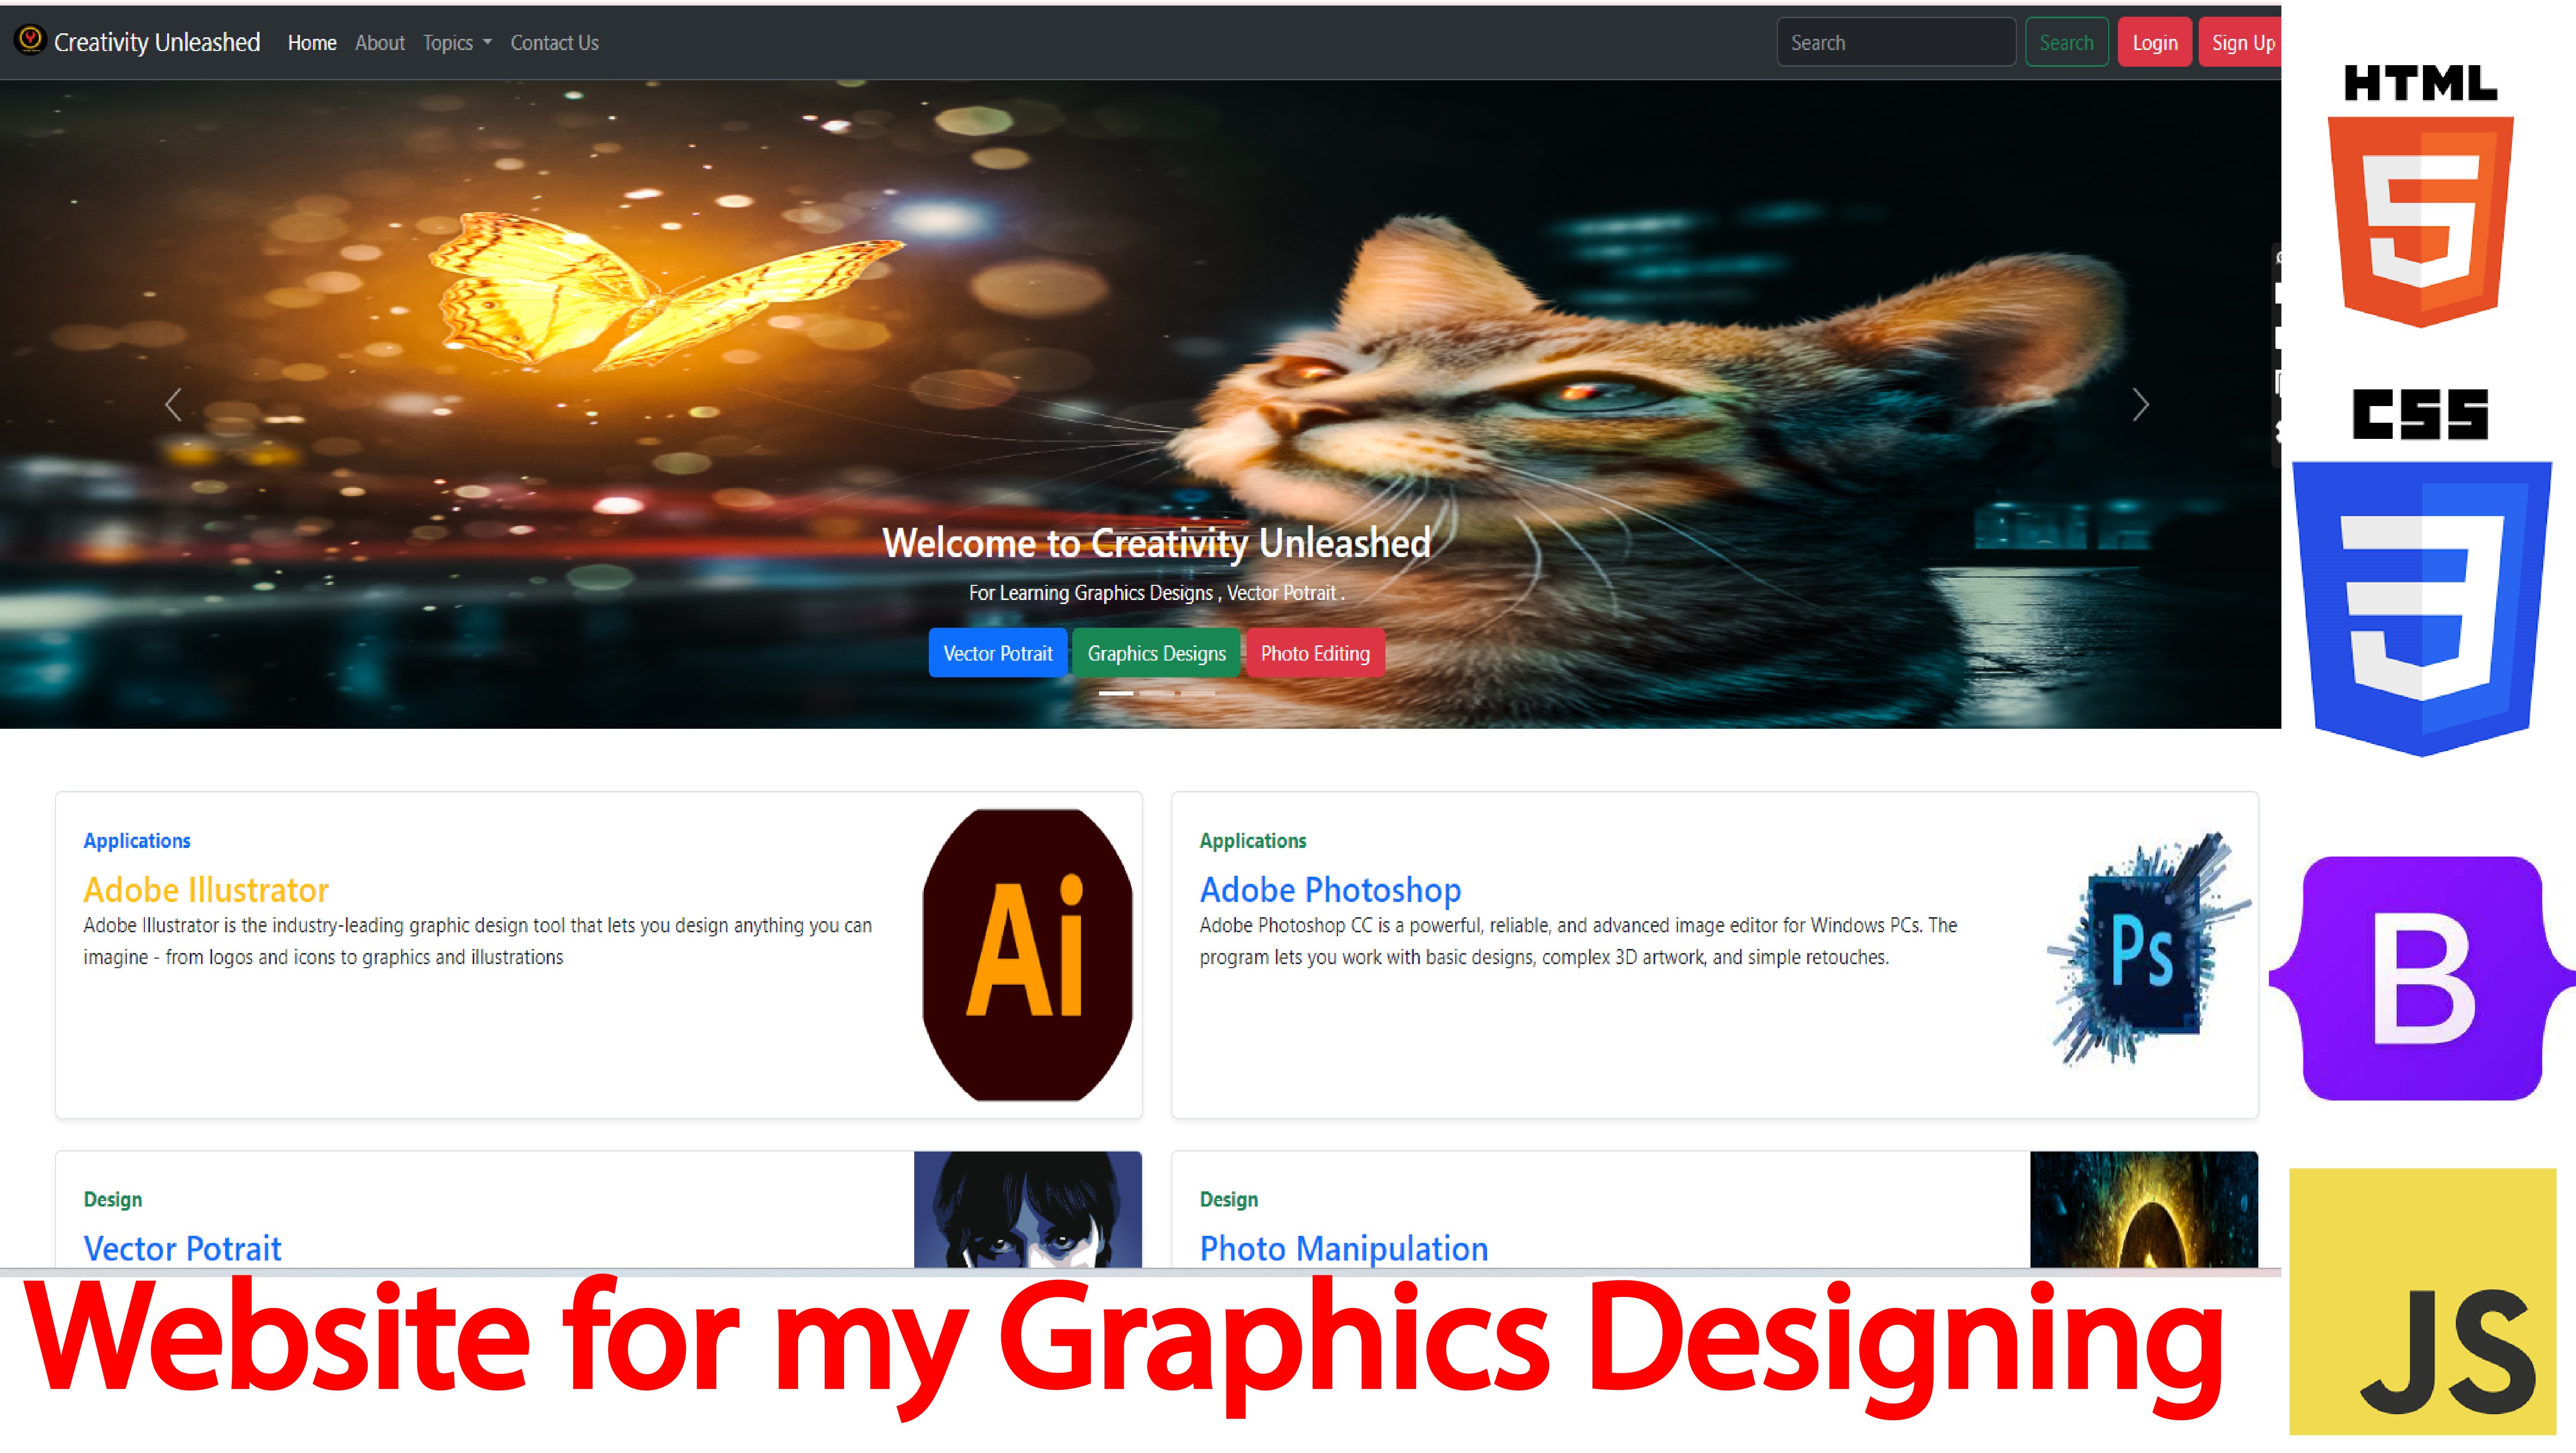 Creativity Unleashed Home About Topics Contact Us Search Search Login Sign Up
HTML
5
CSS
3
Welcome to Creativity Unleashed
For Learning Graphics Designs , Vector Potrait .
Vector Potrait Graphics Designs Photo Editing
Applications
Adobe Illustrator
Adobe Illustrator is the industry-leading graphic design tool that lets you design anything you can
imagine - from logos and icons to graphics and illustrations
Ai
Applications
Adobe Photoshop
Adobe Photoshop CC is a powerful, reliable, and advanced image editor for Windows PCs. The
program lets you work with basic designs, complex 3D artwork, and simple retouches.
Ps
B
Design
Vector Potrait
Design
Photo Manipulation
JS
Website for my Graphics Designing